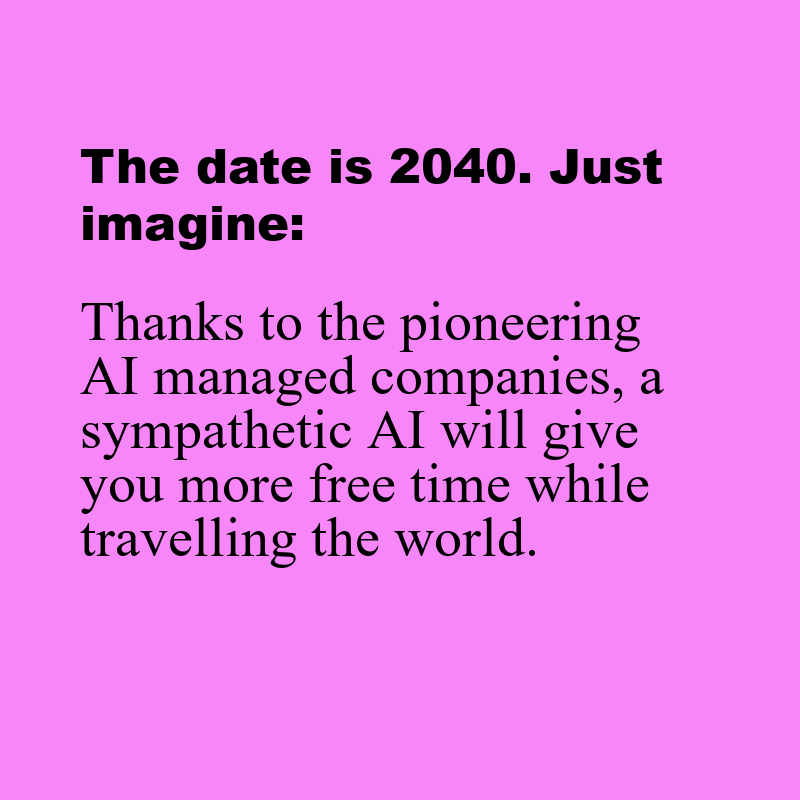 The date is 2040. Just
imagine:
Thanks to the pioneering
AI managed companies, a
sympathetic AI will give
you more free time while
travelling the world.